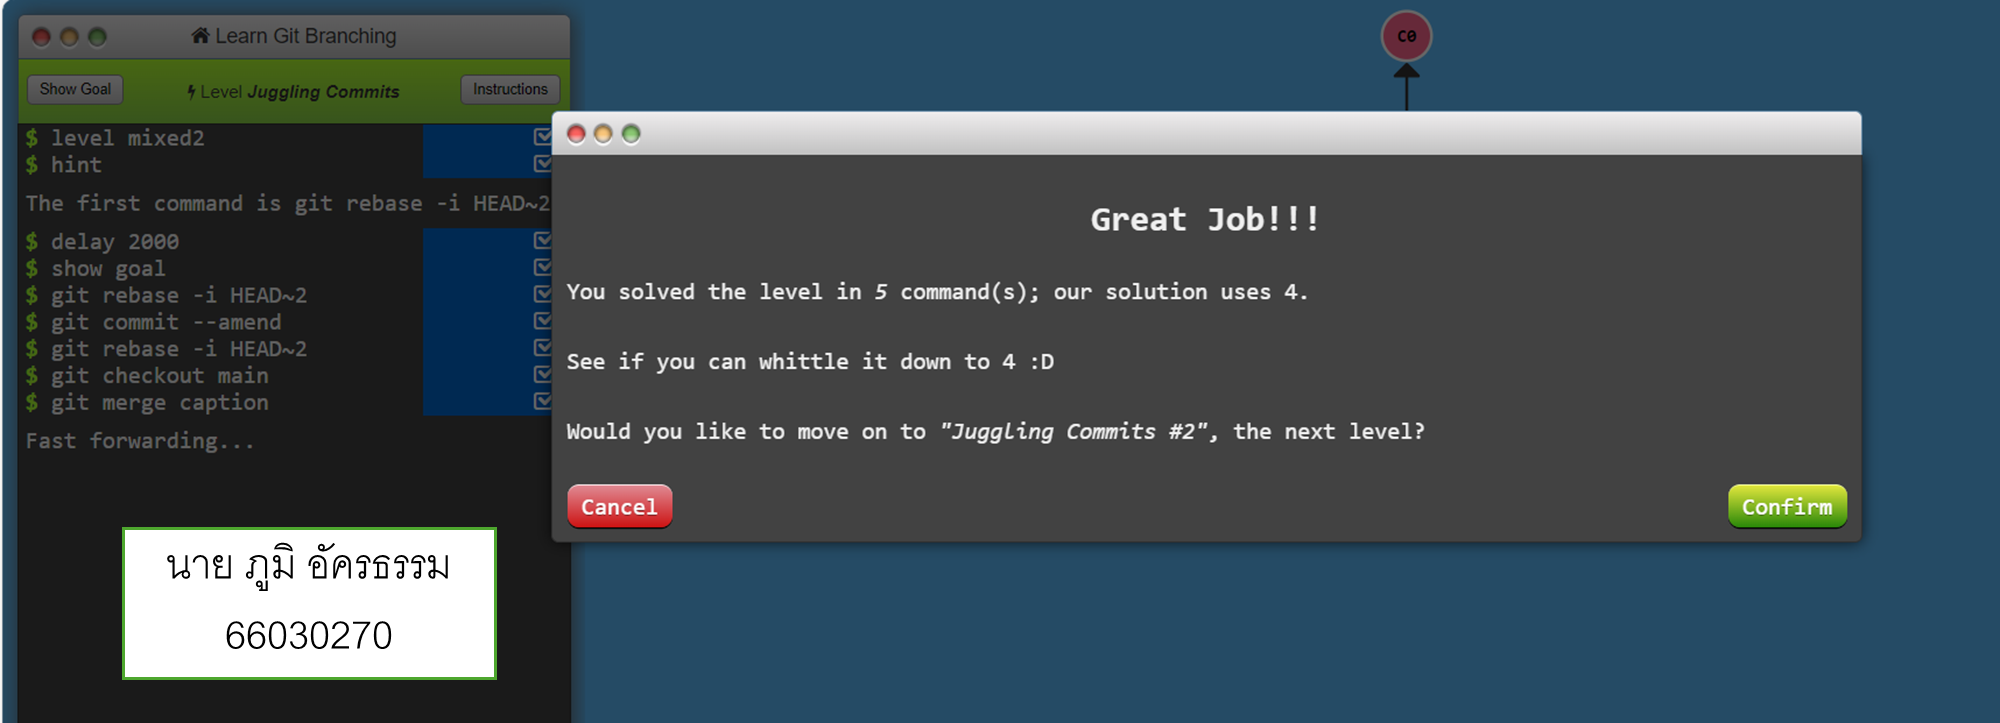 Learn Git Branching
Show Goal
Level Juggling Commits
Instructions
$ level mixed2
$ hint
The first command is git rebase -i HEAD~2
$ delay 2000
$ show goal
$ git rebase -i HEAD~2
$ git commit --amend
$ git rebase -i HEAD~2
$ git checkout main
$ git merge caption
Fast forwarding...
นาย ภูมิ อัครธรรม
66030270
C0
Great Job!!!
You solved the level in 5 command(s); our solution uses 4.
See if you can whittle it down to 4 :D
Would you like to move on to "Juggling Commits #2", the next level?
Cancel
Confirm